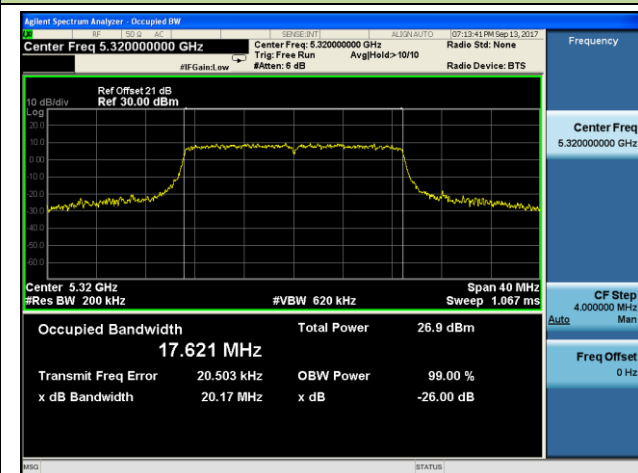 Agilent Spectrum Analyzer - Occupied BW
LXI RF 50 Ω AC SENSE:INT ALIGN AUTO 07:13:41 PM Sep 13, 2017
Center Freq 5.320000000 GHz Center Freq: 5.320000000 GHz Radio Std: None
Trig: Free Run Avg|Hold:>10/10
#IFGain:Low #Atten: 6 dB Radio Device: BTS
Ref Offset 21 dB
10 dB/div Ref 30.00 dBm
Log
20.0
10.0
0.00
-10.0
-20.0
-30.0
-40.0
-50.0
-60.0
Center 5.32 GHz Span 40 MHz
#Res BW 200 kHz #VBW 620 kHz Sweep 1.067 ms
Occupied Bandwidth Total Power 26.9 dBm
17.621 MHz
Transmit Freq Error 20.503 kHz OBW Power 99.00 %
x dB Bandwidth 20.17 MHz x dB -26.00 dB
MSG STATUS
Frequency
Center Freq
5.320000000 GHz
CF Step
4.000000 MHz
Auto Man
Freq Offset
0 Hz